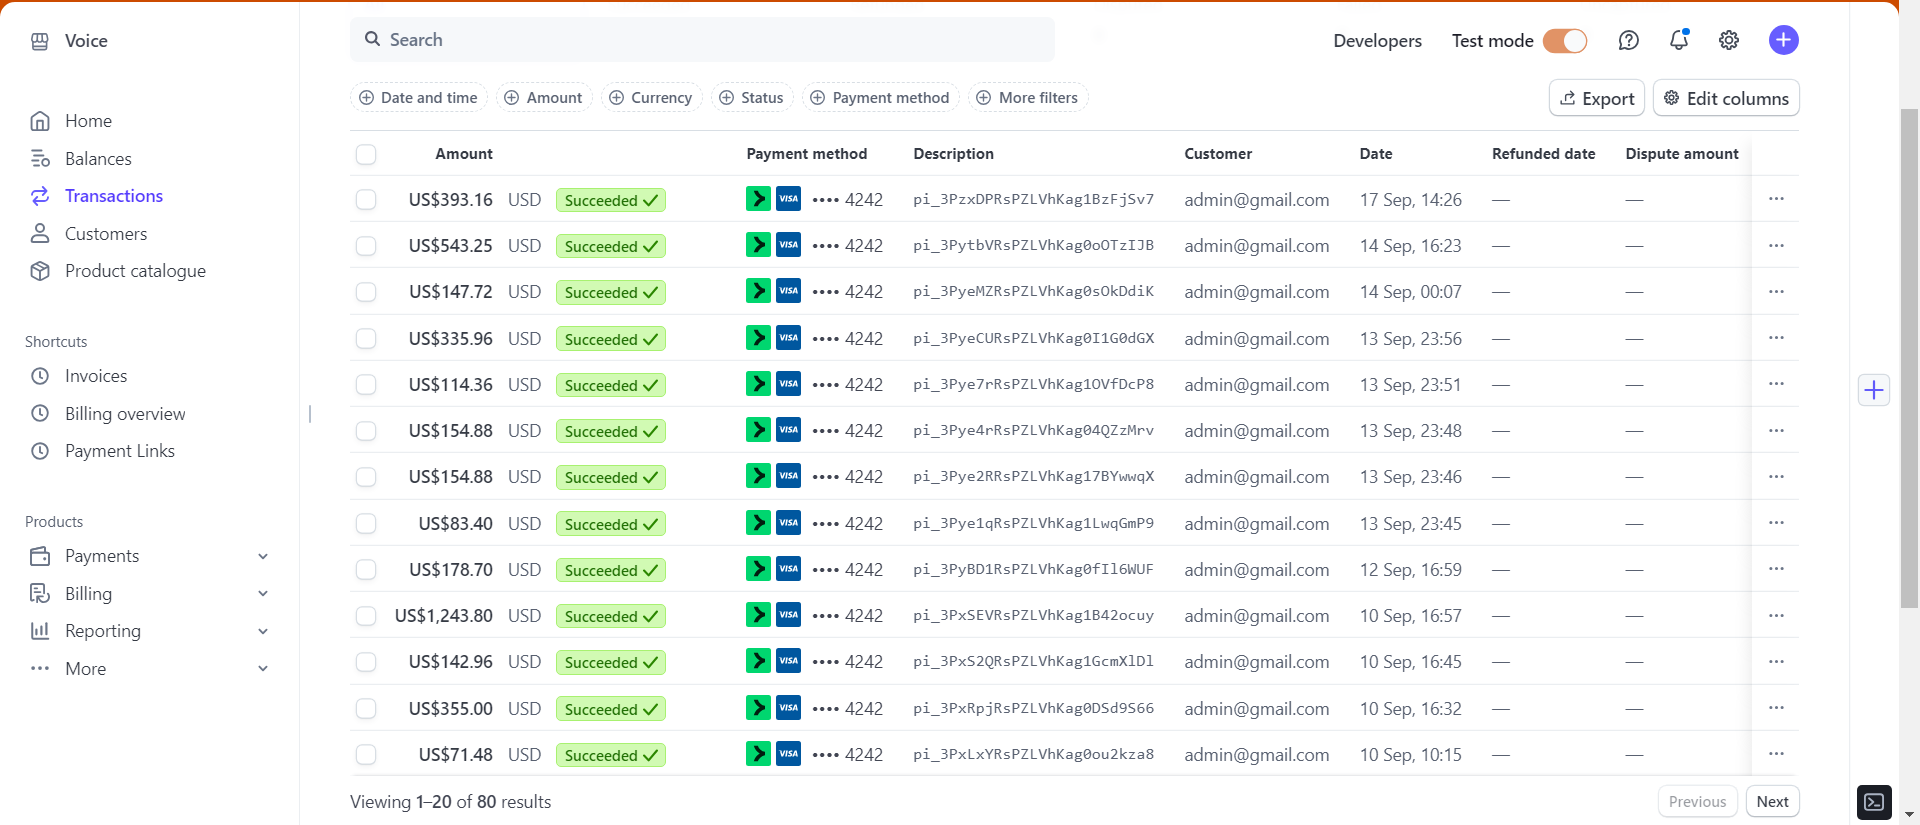 Voice
Search
Developers
Test mode
Date and time
Amount
Currency
Status
Payment method
More filters
Export
Edit columns
Home
Balances
Transactions
Customers
Product catalogue
Shortcuts
Invoices
Billing overview
Payment Links
Products
Payments
Billing
Reporting
More
Amount Payment method Description Customer Date Refunded date Dispute amount
US$393.16 USD Succeeded VISA •••• 4242 pi_3PzxDPRsPZLVhKag1BzFjSv7 admin@gmail.com 17 Sep, 14:26 — —
US$543.25 USD Succeeded VISA •••• 4242 pi_3PytbVRsPZLVhKag0oOTzIJB admin@gmail.com 14 Sep, 16:23 — —
US$147.72 USD Succeeded VISA •••• 4242 pi_3PyeMZRsPZLVhKag0sOkDdiK admin@gmail.com 14 Sep, 00:07 — —
US$335.96 USD Succeeded VISA •••• 4242 pi_3PyeCURsPZLVhKag0I1G0dGX admin@gmail.com 13 Sep, 23:56 — —
US$114.36 USD Succeeded VISA •••• 4242 pi_3Pye7rRsPZLVhKag1OVfDcP8 admin@gmail.com 13 Sep, 23:51 — —
US$154.88 USD Succeeded VISA •••• 4242 pi_3Pye4rRsPZLVhKag04QZzMrv admin@gmail.com 13 Sep, 23:48 — —
US$154.88 USD Succeeded VISA •••• 4242 pi_3Pye2RRsPZLVhKag17BYwwqX admin@gmail.com 13 Sep, 23:46 — —
US$83.40 USD Succeeded VISA •••• 4242 pi_3Pye1qRsPZLVhKag1LwqGmP9 admin@gmail.com 13 Sep, 23:45 — —
US$178.70 USD Succeeded VISA •••• 4242 pi_3PyBD1RsPZLVhKag0fIl6WUF admin@gmail.com 12 Sep, 16:59 — —
US$1,243.80 USD Succeeded VISA •••• 4242 pi_3PxSEVRsPZLVhKag1B42ocuy admin@gmail.com 10 Sep, 16:57 — —
US$142.96 USD Succeeded VISA •••• 4242 pi_3PxS2QRsPZLVhKag1GcmXlDl admin@gmail.com 10 Sep, 16:45 — —
US$355.00 USD Succeeded VISA •••• 4242 pi_3PxRpjRsPZLVhKag0DSd9S66 admin@gmail.com 10 Sep, 16:32 — —
US$71.48 USD Succeeded VISA •••• 4242 pi_3PxLxYRsPZLVhKag0ou2kza8 admin@gmail.com 10 Sep, 10:15 — —
Viewing 1–20 of 80 results
Previous
Next